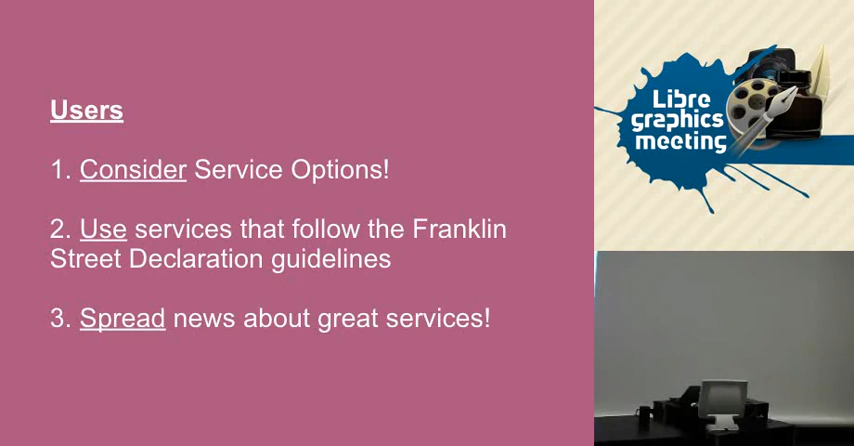 Users
1. Consider Service Options!
2. Use services that follow the Franklin
Street Declaration guidelines
3. Spread news about great services!
Libre
graphics
meeting